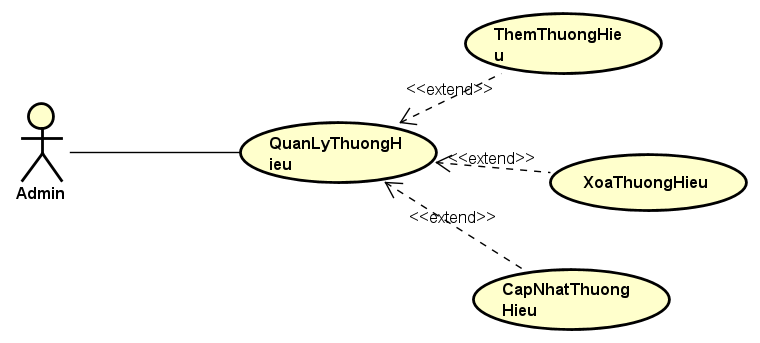 ThemThuongHie
u
<<extend>>
QuanLyThuongH
ieu
<<extend>>
XoaThuongHieu
Admin
<<extend>>
CapNhatThuong
Hieu